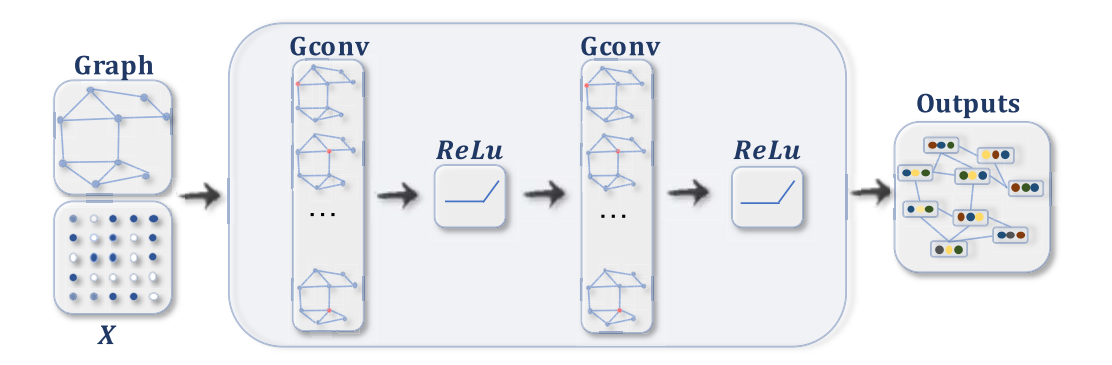 Graph
X
Gconv
...
ReLu
Gconv
...
ReLu
Outputs